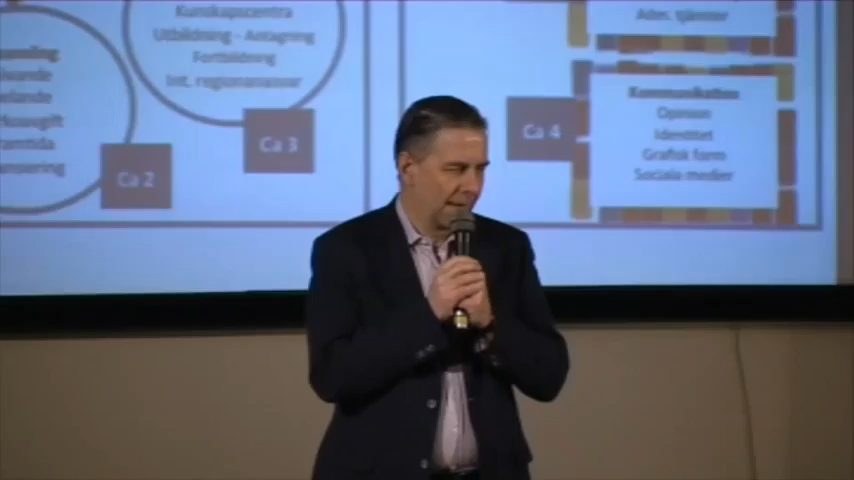 Kunskapscentra
Utbildning - Antagning
Fortbildning
Int. regionansvar
Ca 2
Ca 3
Ca 4
Adm. tjänster
Kommunikation
Opinion
Identitet
Grafisk form
Sociala medier